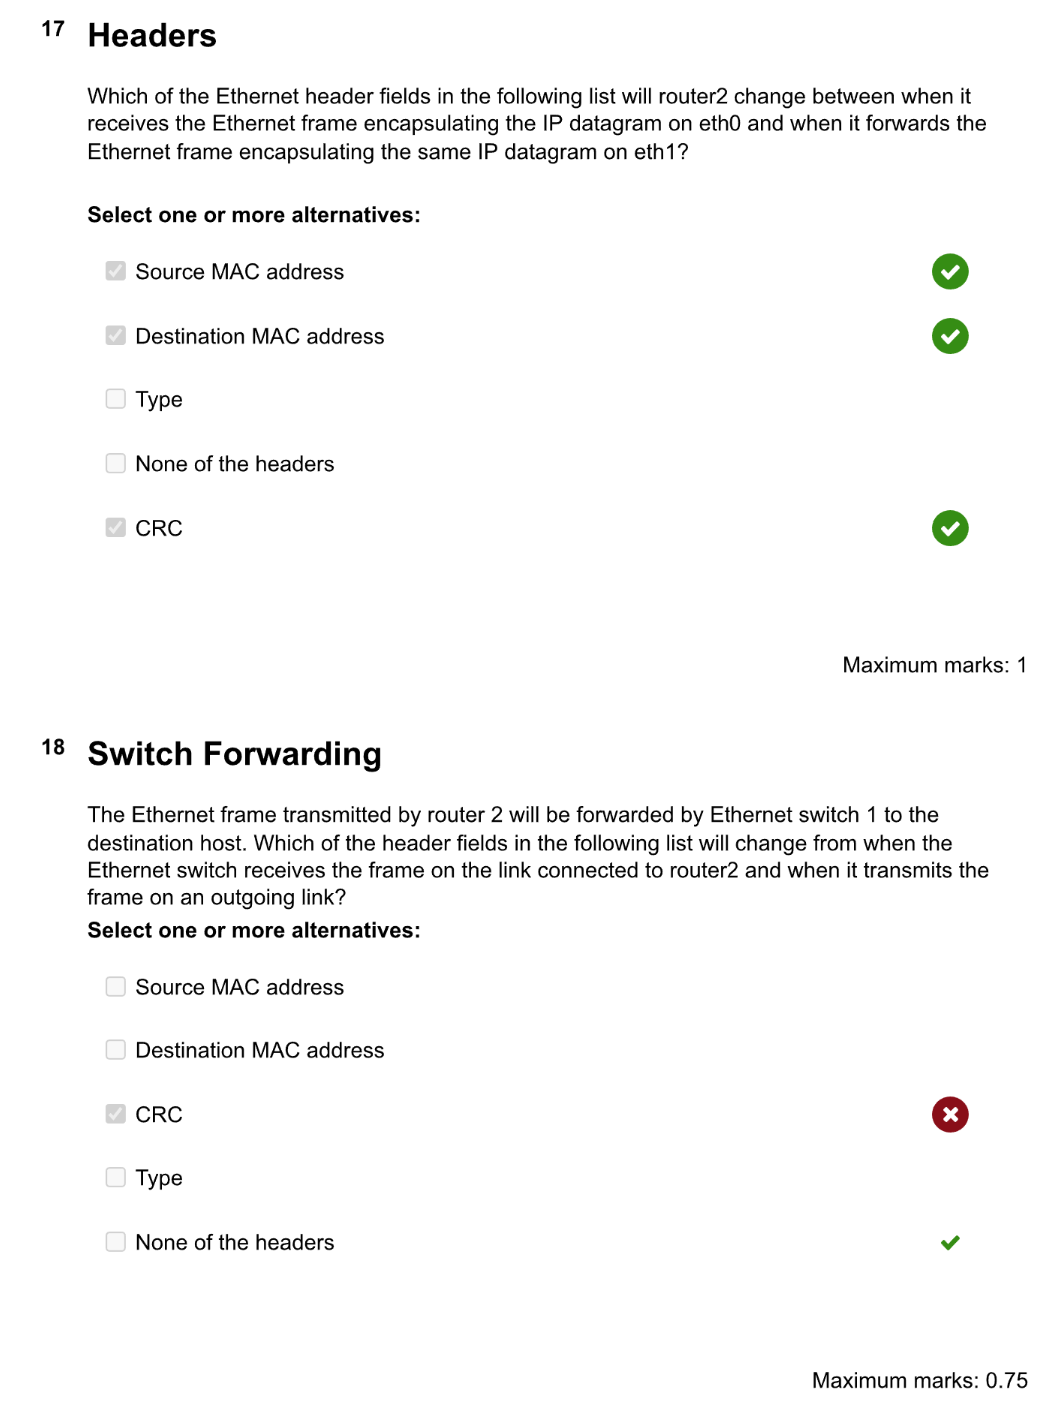 17 Headers
Which of the Ethernet header fields in the following list will router2 change between when it
receives the Ethernet frame encapsulating the IP datagram on eth0 and when it forwards the
Ethernet frame encapsulating the same IP datagram on eth1?
Select one or more alternatives:
Source MAC address
Destination MAC address
Type
None of the headers
CRC
Maximum marks: 1
18 Switch Forwarding
The Ethernet frame transmitted by router 2 will be forwarded by Ethernet switch 1 to the
destination host. Which of the header fields in the following list will change from when the
Ethernet switch receives the frame on the link connected to router2 and when it transmits the
frame on an outgoing link?
Select one or more alternatives:
Source MAC address
Destination MAC address
CRC
Type
None of the headers
Maximum marks: 0.75